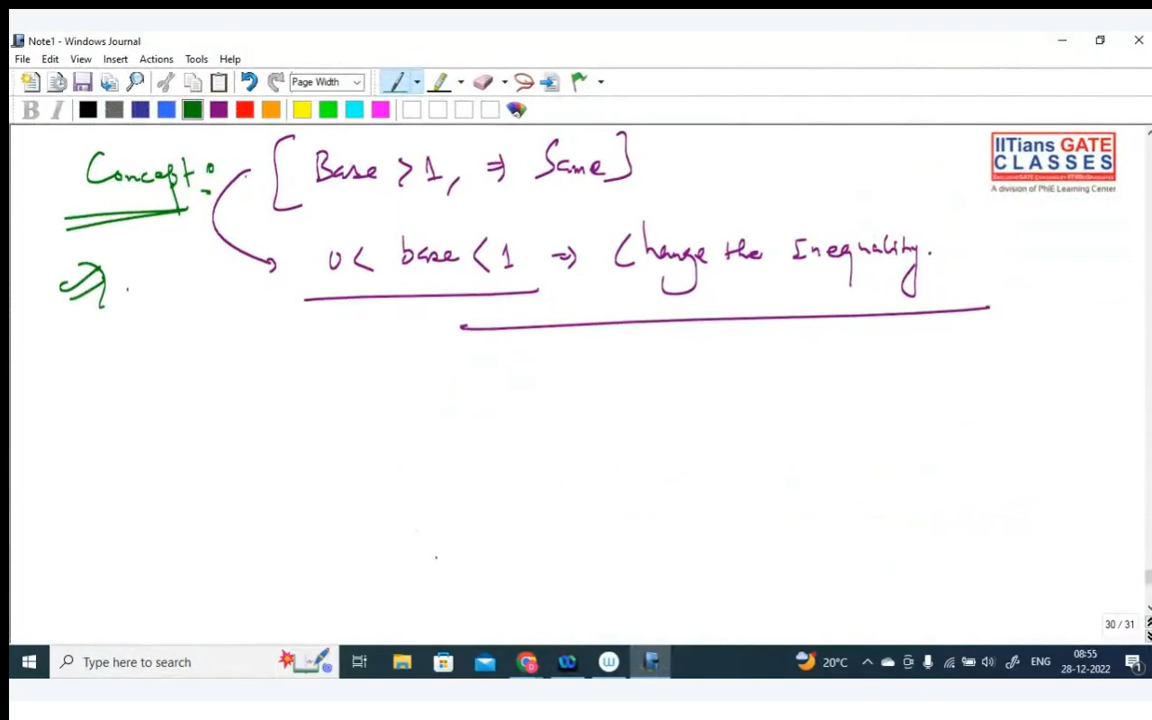 Note1 - Windows Journal
File Edit View Insert Actions Tools Help
Page Width
B I
Concept: [Base > 1, ⇒ Same]
0 < base < 1 ⇒ Change the Inequality.
IITians GATE
CLASSES
A division of PhIE Learning Center
30 / 31
Type here to search
20°C
ENG
08:55
28-12-2022